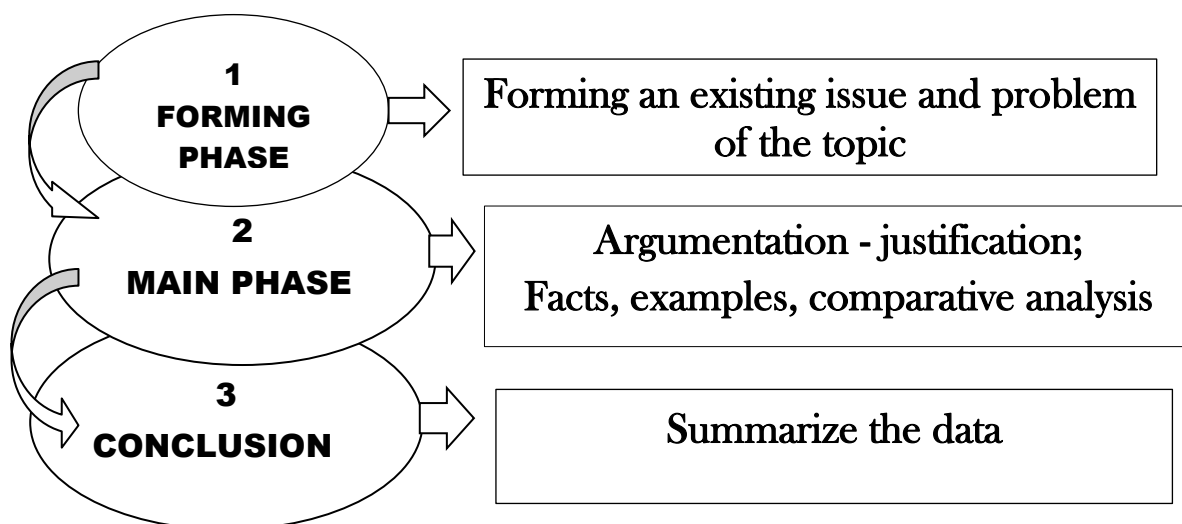 1
FORMING
PHASE
Forming an existing issue and problem
of the topic
2
MAIN PHASE
Argumentation - justification;
Facts, examples, comparative analysis
3
CONCLUSION
Summarize the data